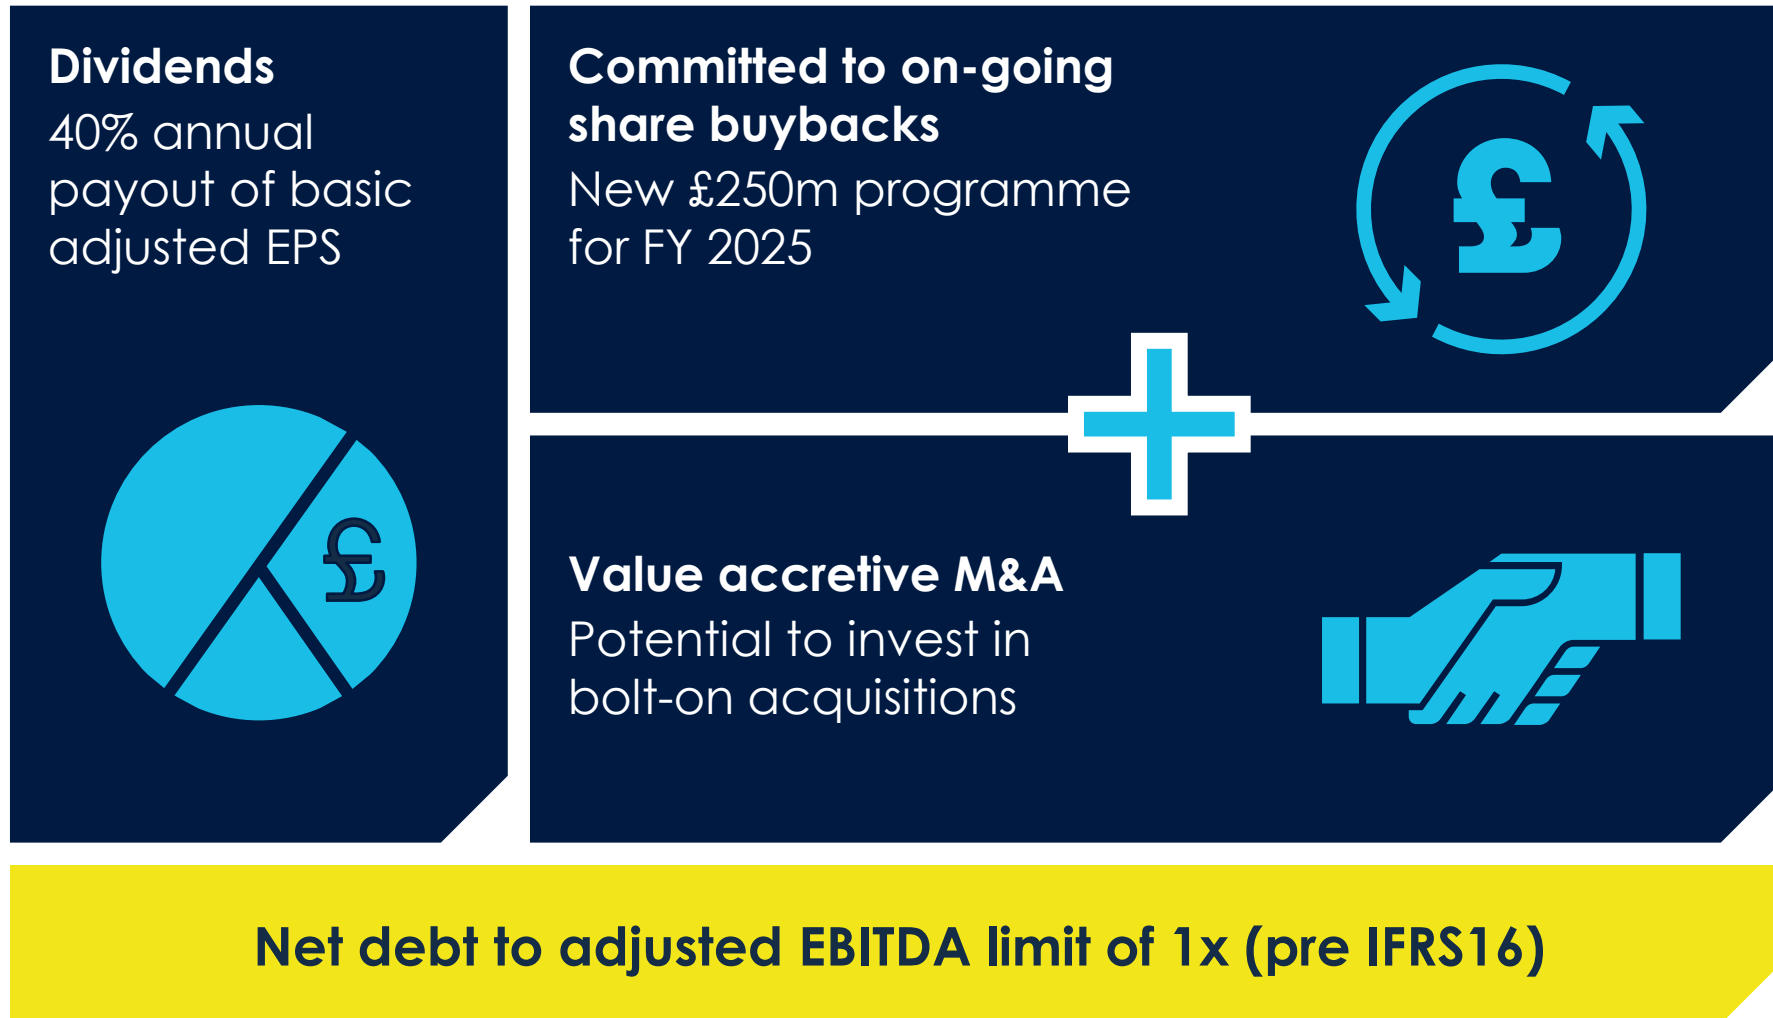 Dividends
40% annual
payout of basic
adjusted EPS
£
Committed to on-going
share buybacks
New £250m programme
for FY 2025
£
Value accretive M&A
Potential to invest in
bolt-on acquisitions
Net debt to adjusted EBITDA limit of 1x (pre IFRS16)